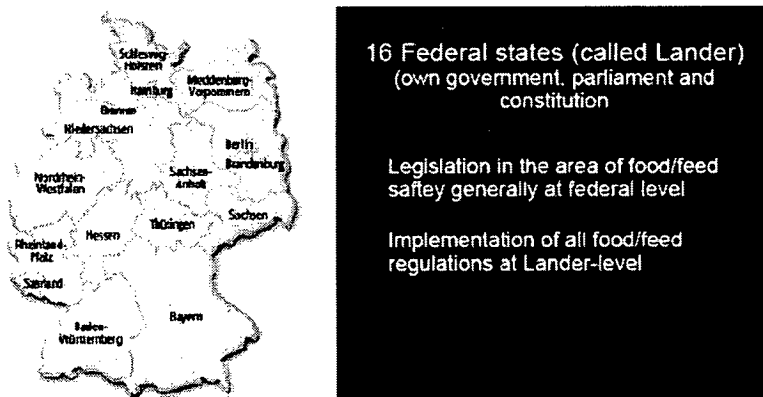 Schleswig-
Holstein
Mecklenburg-
Vorpommern
Hamburg
Bremen
Niedersachsen
Berlin
Brandenburg
Sachsen-
Anhalt
Nordrhein-
Westfalen
Hessen
Thüringen
Sachsen
Rheinland-
Pfalz
Saarland
Baden-
Württemberg
Bayern
16 Federal states (called Lander)
(own government, parliament and
constitution
Legislation in the area of food/feed
saftey generally at federal level
Implementation of all food/feed
regulations at Lander-level